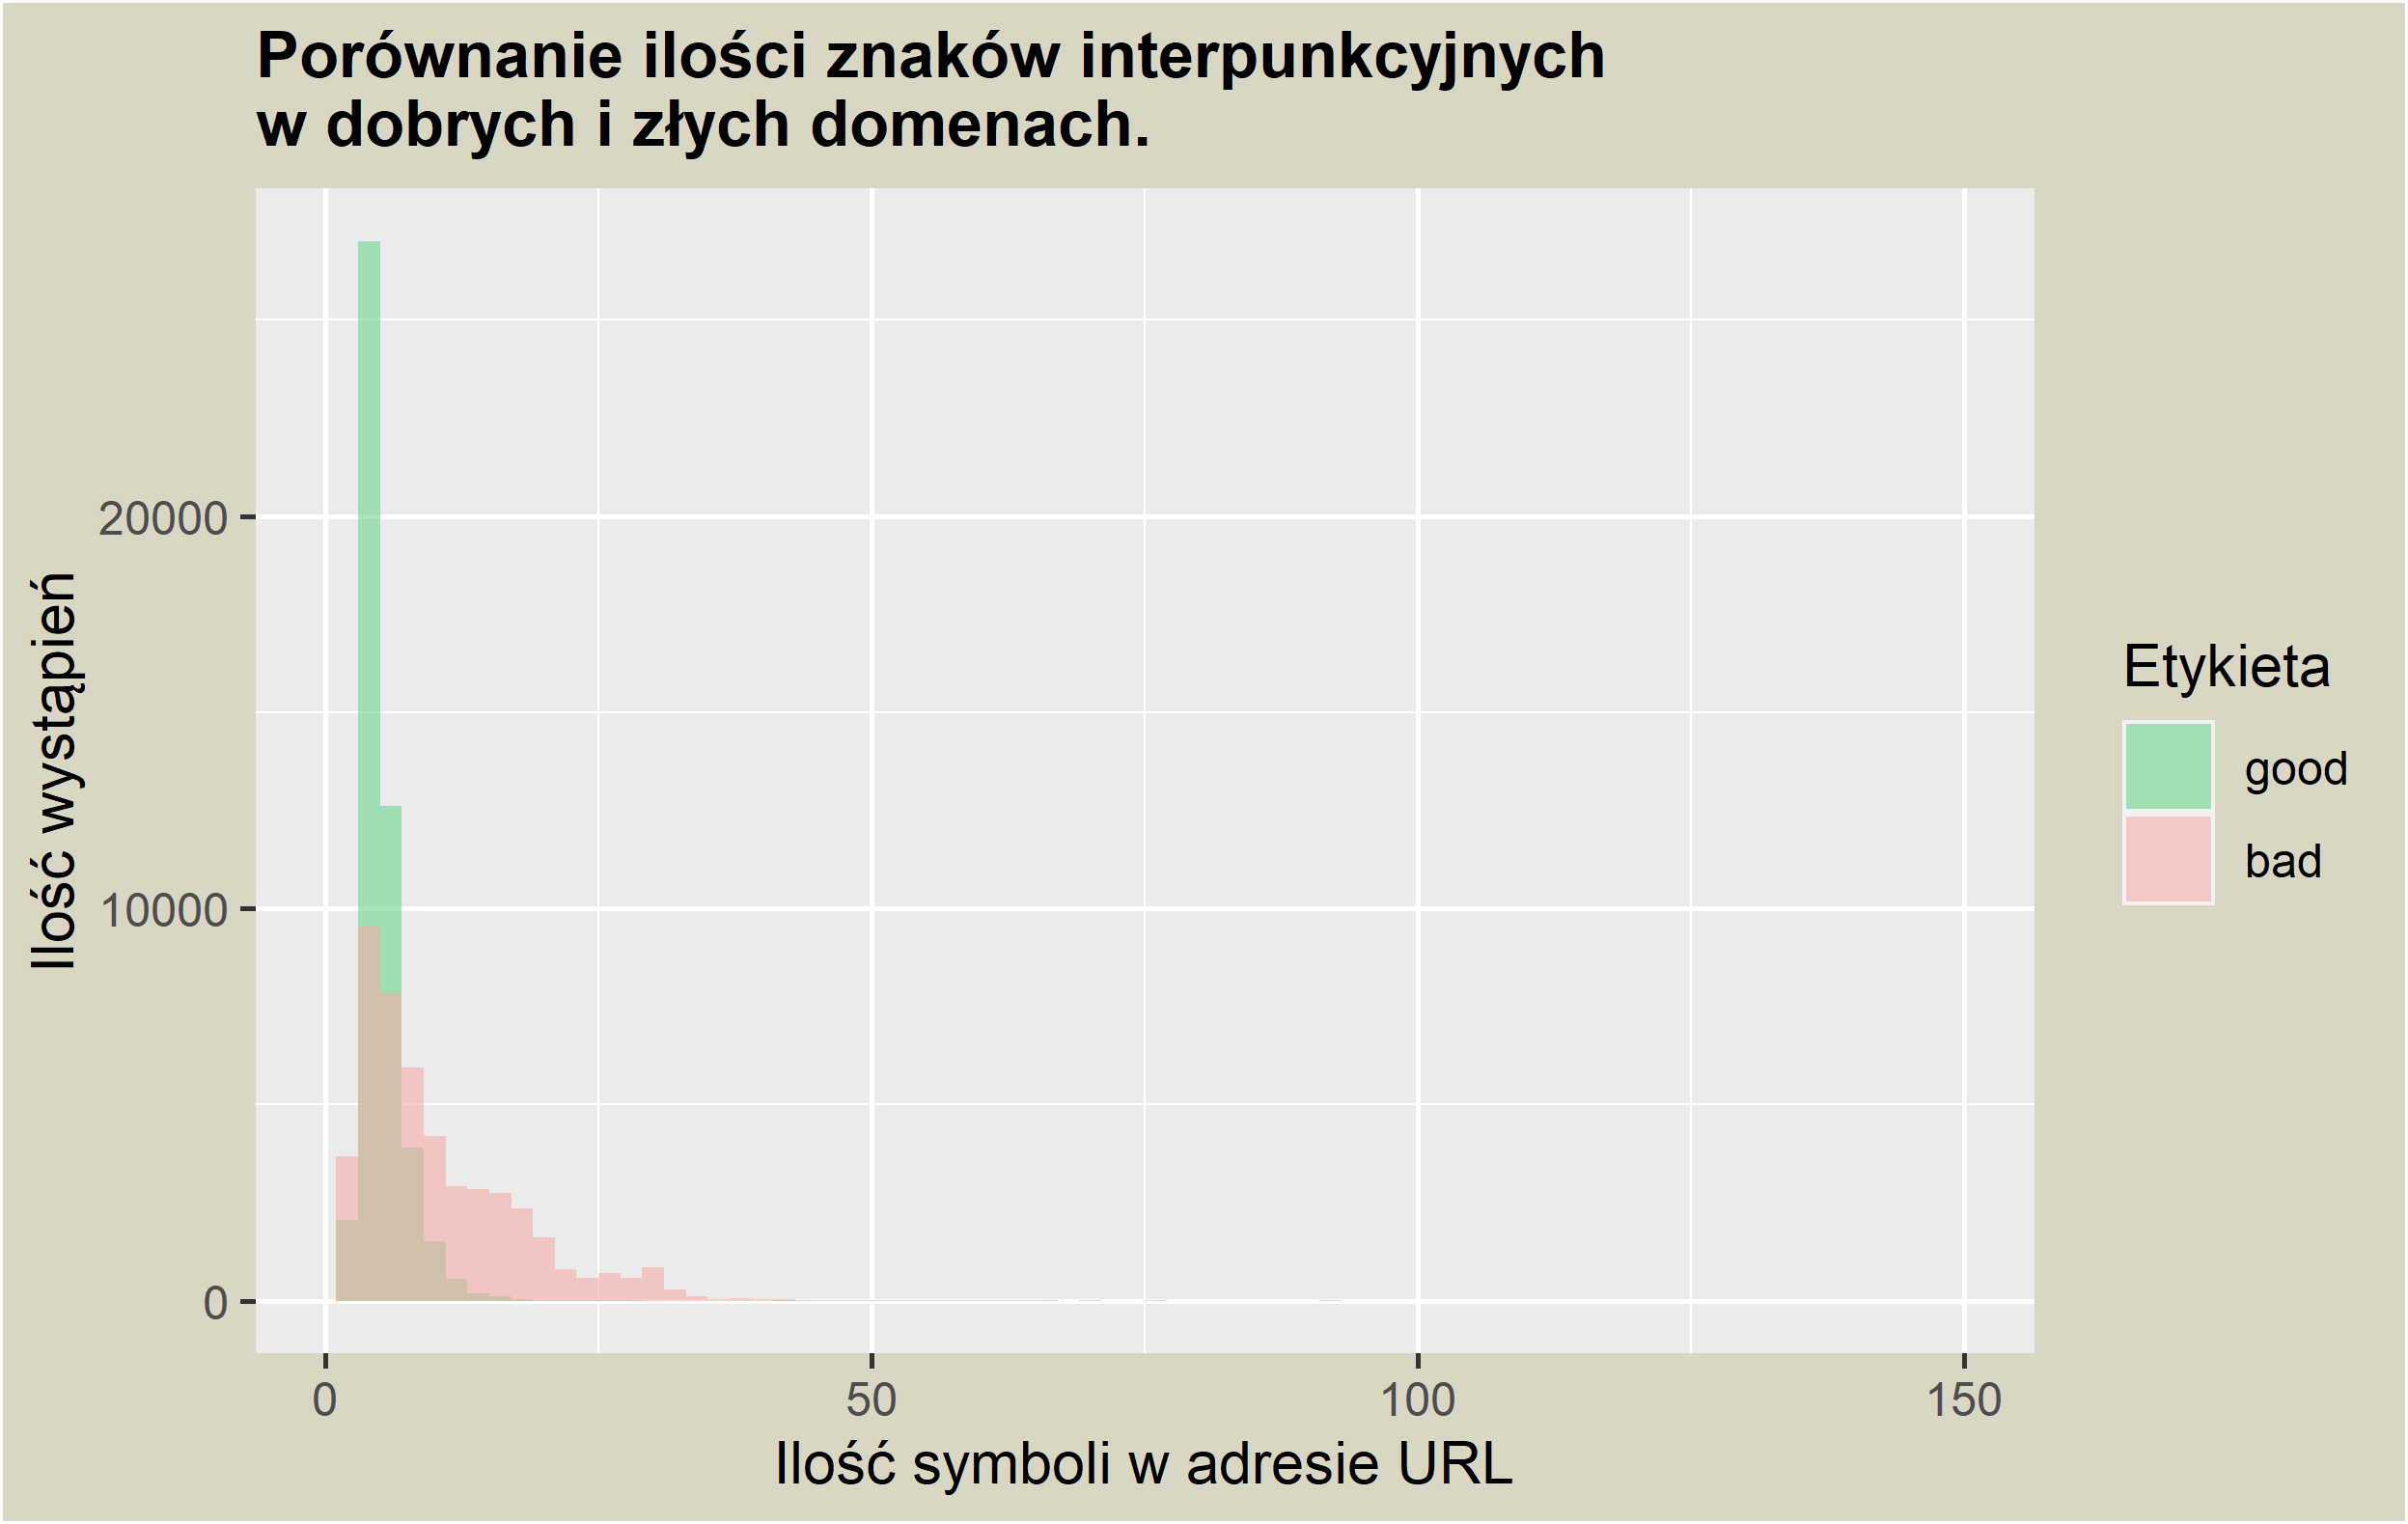 Porównanie ilości znaków interpunkcyjnych
w dobrych i złych domenach.
Ilość wystąpień
20000
10000
0
0 50 100 150
Ilość symboli w adresie URL
Etykieta
good
bad